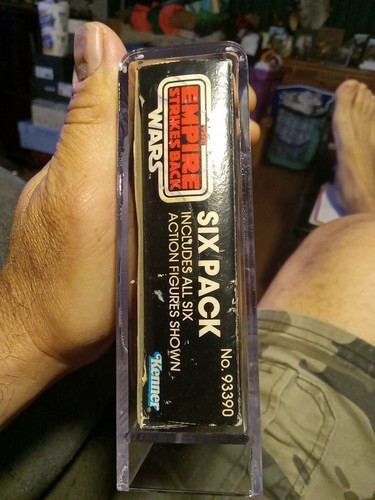 THE
EMPIRE
STRIKES BACK
WARS
SIX PACK
INCLUDES ALL SIX
ACTION FIGURES SHOWN
No. 93390
Kenner